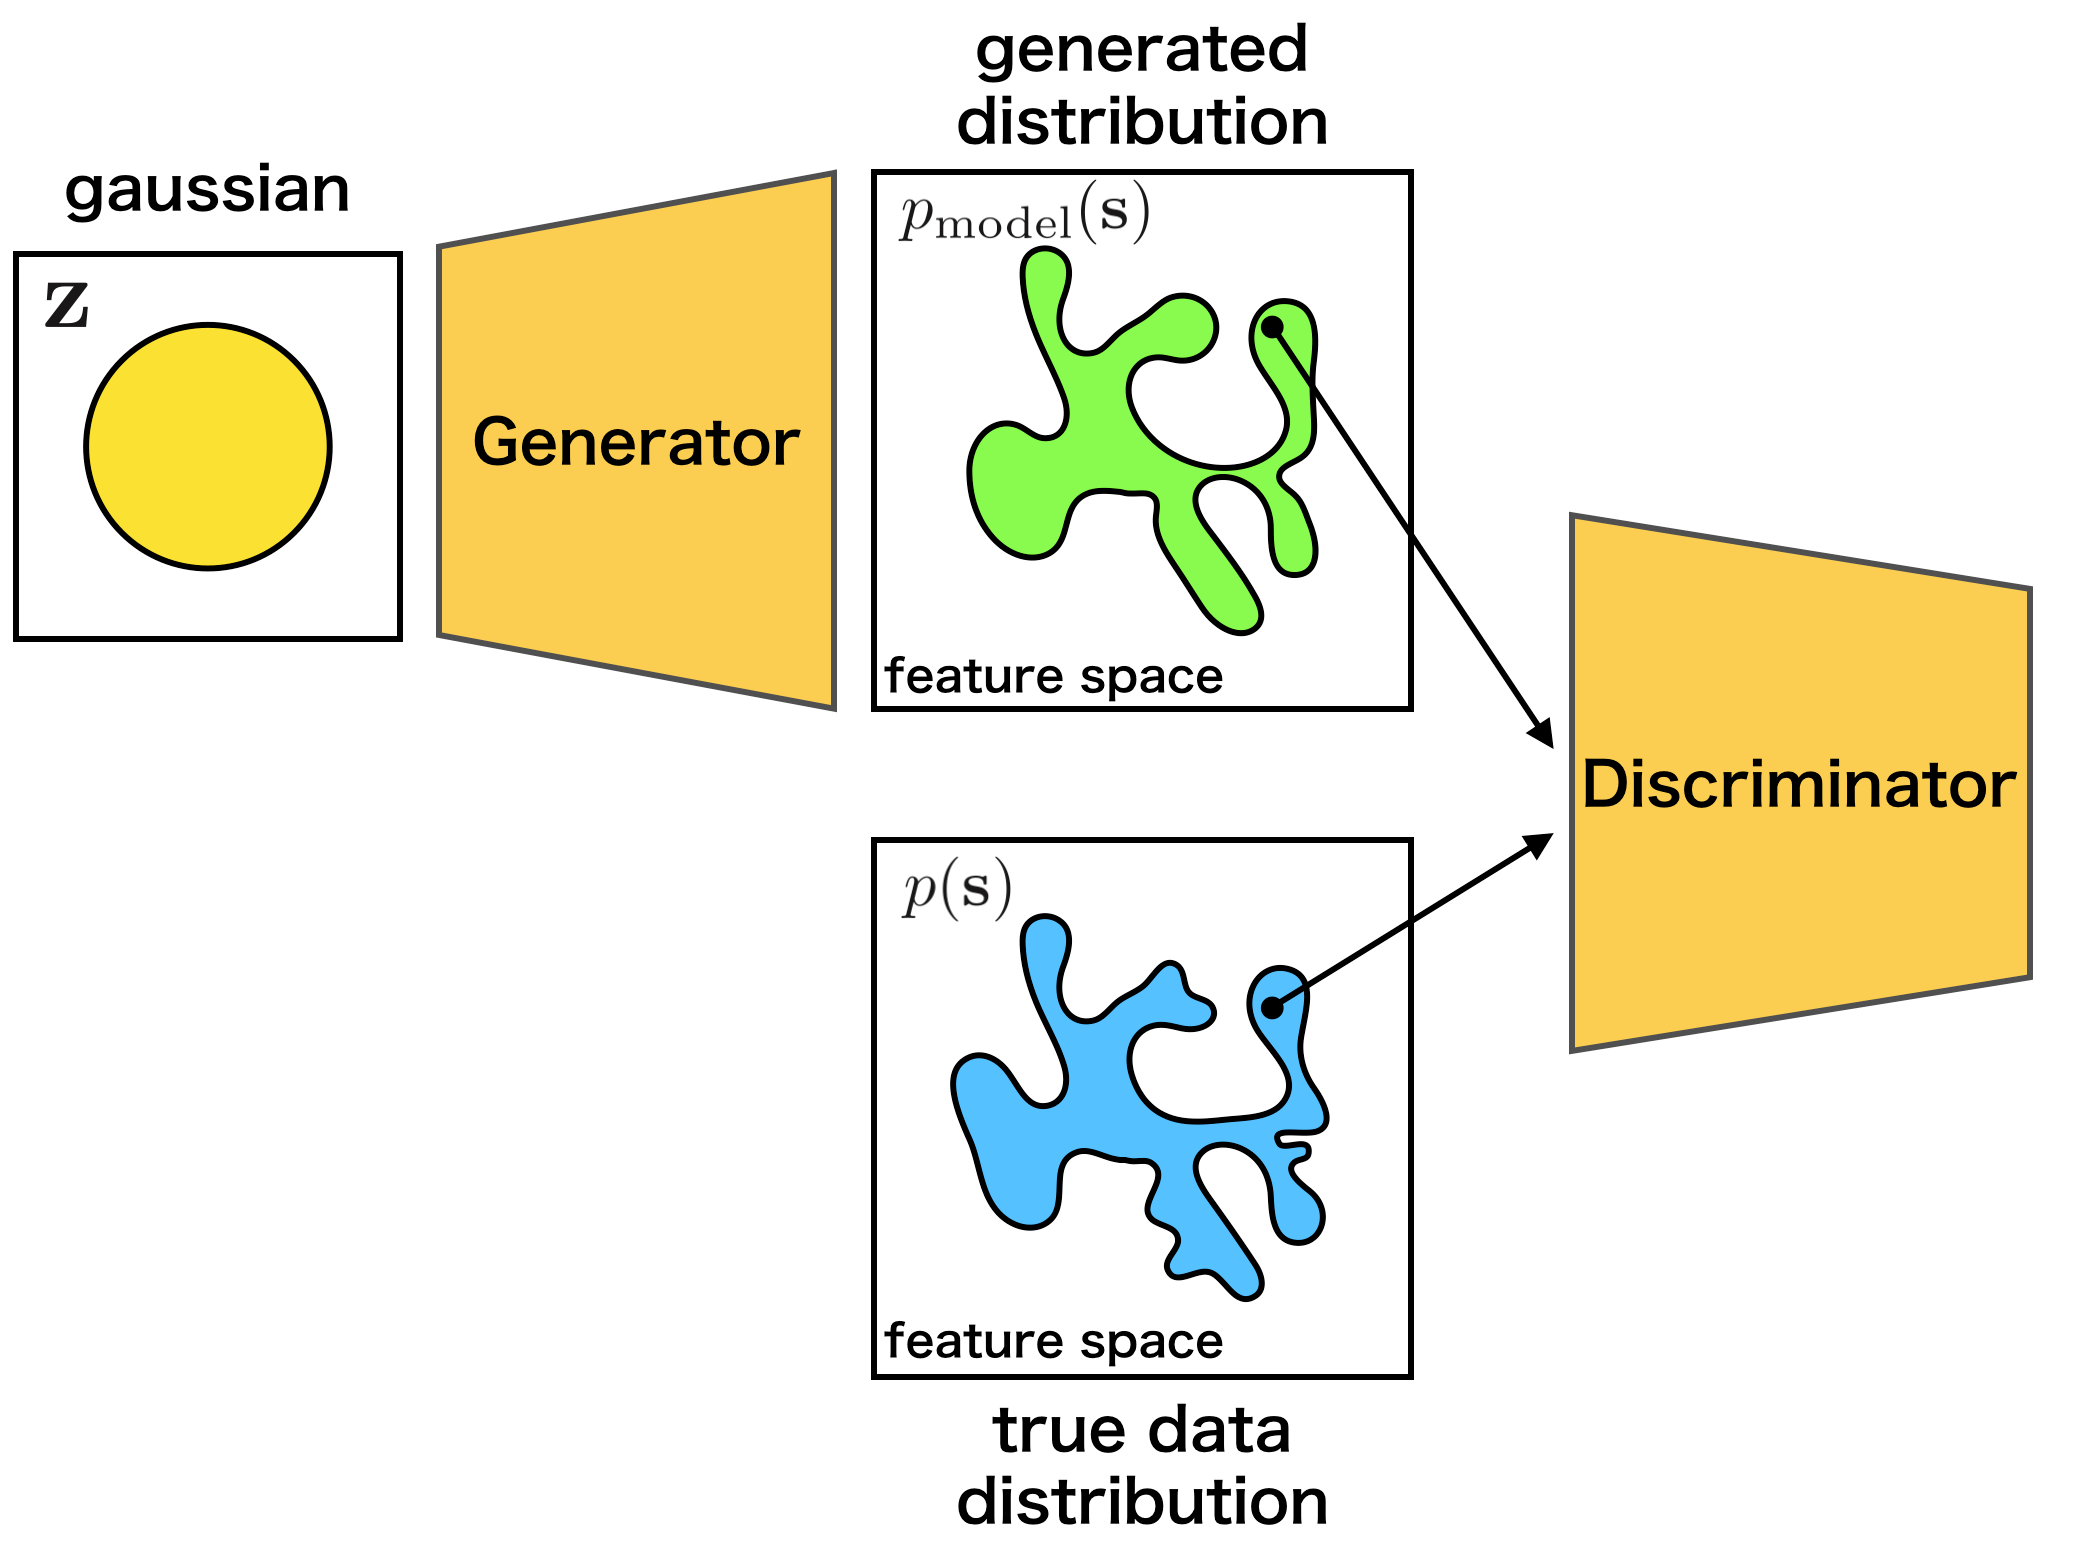 generated
distribution
gaussian
p_model(s)
z
Generator
feature space
Discriminator
p(s)
feature space
true data
distribution